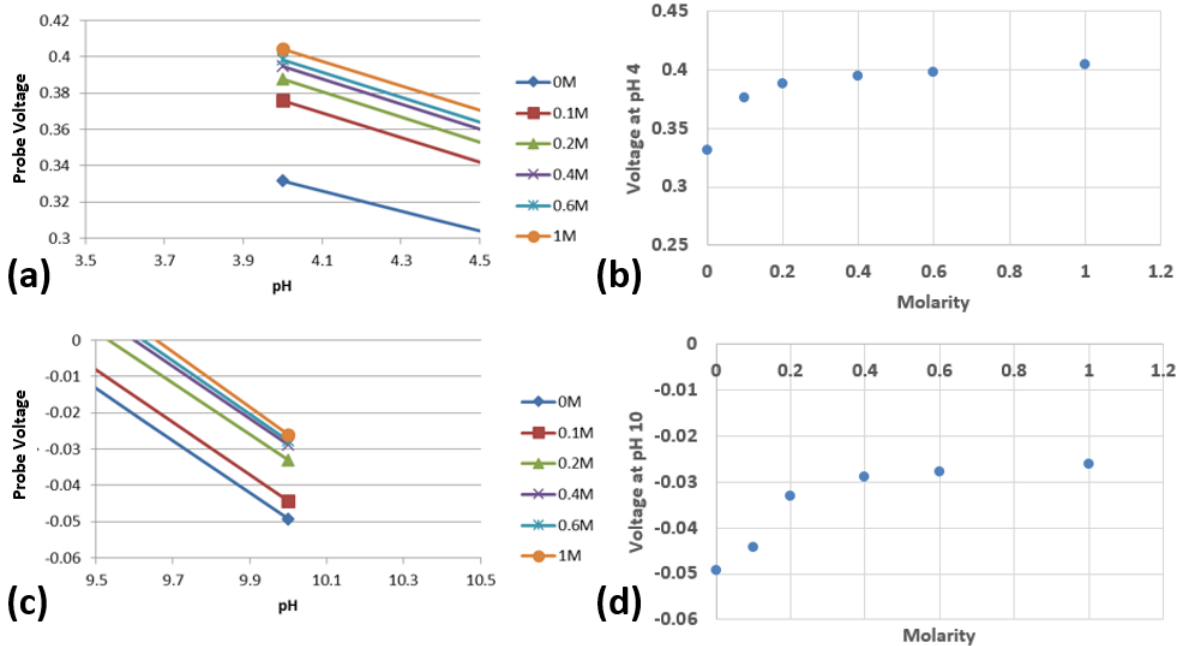 0.42
0.4
0.38
0.36
0.34
0.32
0.3
3.5 3.7 3.9 4.1 4.3 4.5
Probe Voltage
pH
0M
0.1M
0.2M
0.4M
0.6M
1M
(a)
0.45
0.4
0.35
0.3
0.25
0 0.2 0.4 0.6 0.8 1 1.2
Voltage at pH 4
Molarity
(b)
0
-0.01
-0.02
-0.03
-0.04
-0.05
-0.06
9.5 9.7 9.9 10.1 10.3 10.5
Probe Voltage
pH
0M
0.1M
0.2M
0.4M
0.6M
1M
(c)
0
0 0.2 0.4 0.6 0.8 1 1.2
-0.01
-0.02
-0.03
-0.04
-0.05
-0.06
Voltage at pH 10
Molarity
(d)